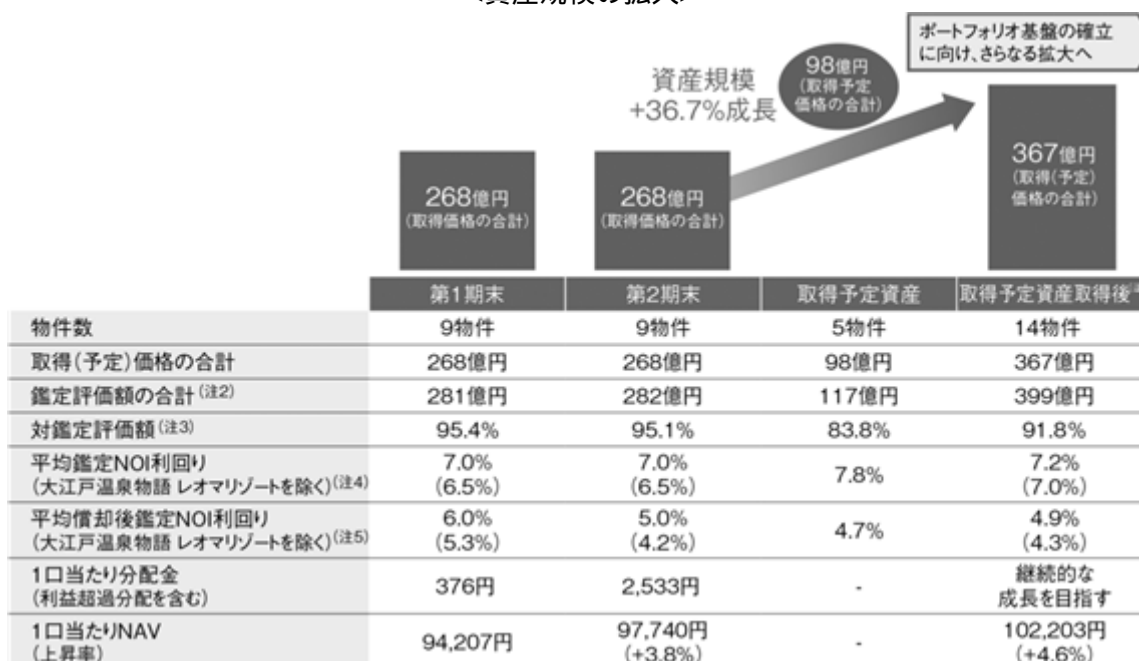 <資産規模の拡大>
ポートフォリオ基盤の確立
に向け、さらなる拡大へ
資産規模
+36.7%成長
98億円
(取得予定
価格の合計)
268億円
(取得価格の合計)
268億円
(取得価格の合計)
367億円
(取得(予定)
価格の合計)
第1期末 第2期末 取得予定資産 取得予定資産取得後
物件数 9物件 9物件 5物件 14物件
取得(予定)価格の合計 268億円 268億円 98億円 367億円
鑑定評価額の合計(注2) 281億円 282億円 117億円 399億円
対鑑定評価額(注3) 95.4% 95.1% 83.8% 91.8%
平均鑑定NOI利回り 7.0% 7.0% 7.8% 7.2%
(大江戸温泉物語 レオマリゾートを除く)(注4) (6.5%) (6.5%) (7.0%)
平均償却後鑑定NOI利回り 6.0% 5.0% 4.7% 4.9%
(大江戸温泉物語 レオマリゾートを除く)(注5) (5.3%) (4.2%) (4.3%)
1口当たり分配金 376円 2,533円 - 継続的な
(利益超過分配を含む) 成長を目指す
1口当たりNAV 94,207円 97,740円 - 102,203円
(上昇率) (+3.8%) (+4.6%)